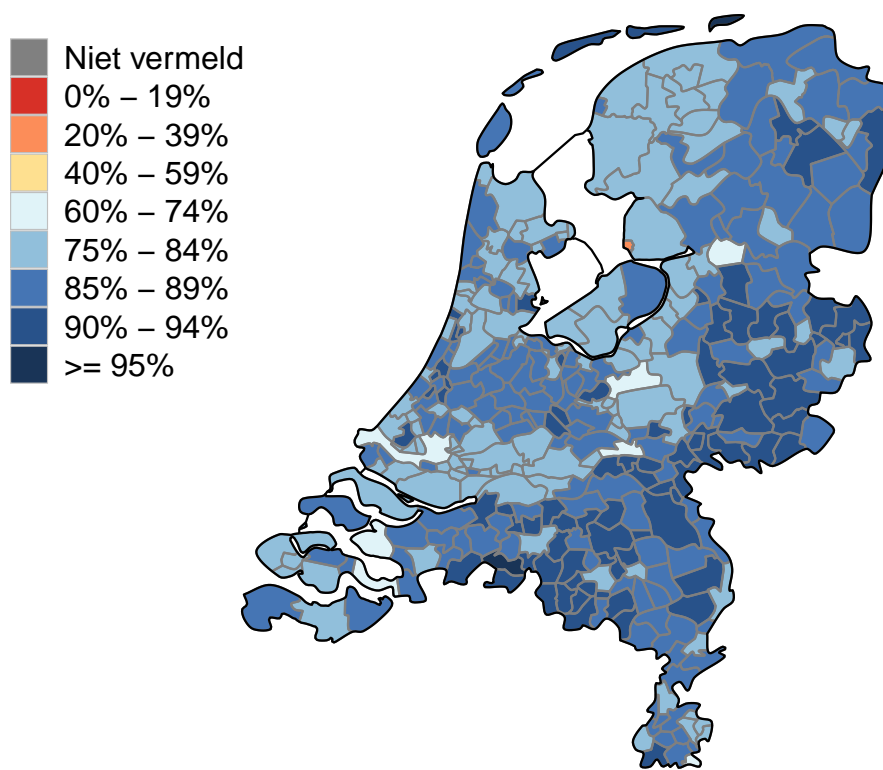 Niet vermeld
0% – 19%
20% – 39%
40% – 59%
60% – 74%
75% – 84%
85% – 89%
90% – 94%
>= 95%